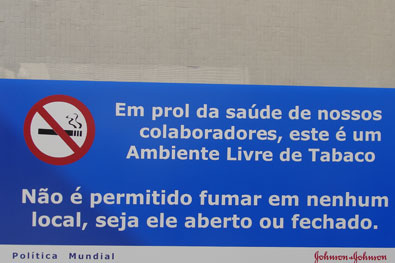 Em prol da saúde de nossos
colaboradores, este é um
Ambiente Livre de Tabaco
Não é permitido fumar em nenhum
local, seja ele aberto ou fechado.
Política Mundial
Johnson & Johnson